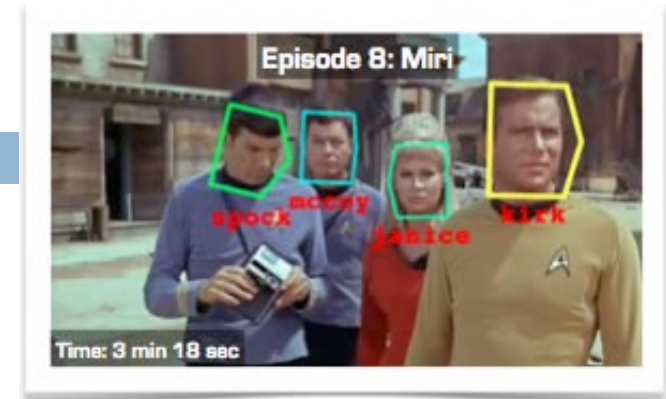 Episode 8: Miri
spock
mccoy
janice
kirk
Time: 3 min 18 sec